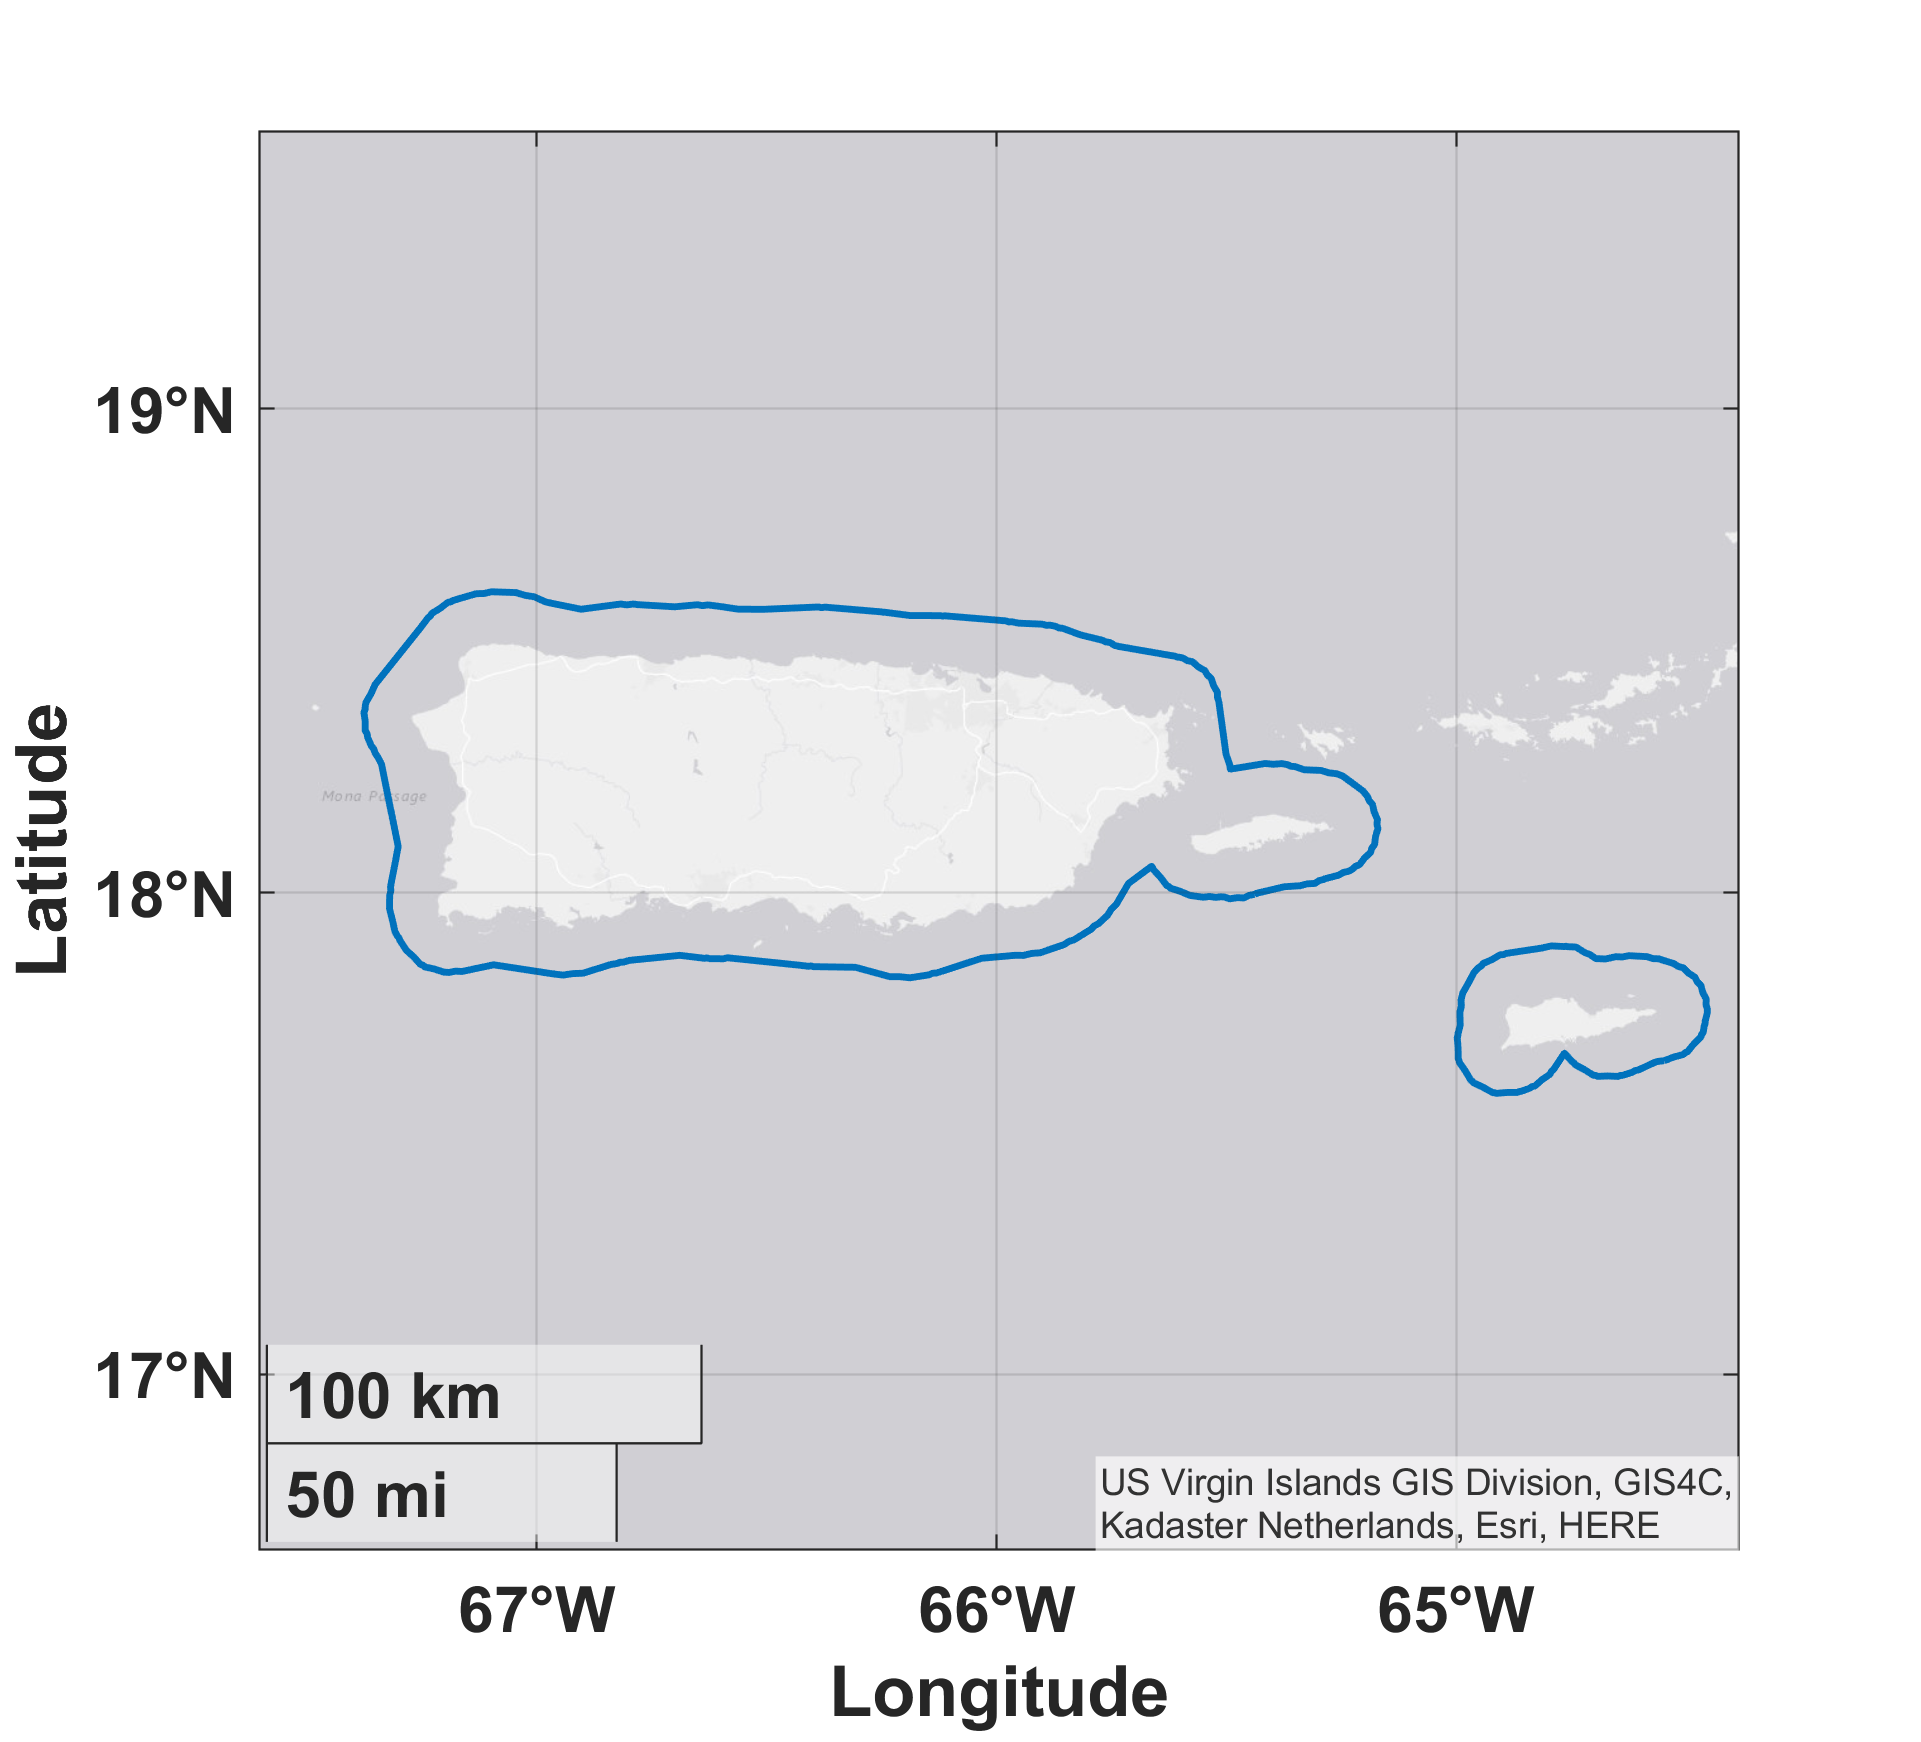 Latitude
19°N
18°N
17°N
Mona Passage
100 km
50 mi
US Virgin Islands GIS Division, GIS4C,
Kadaster Netherlands, Esri, HERE
67°W
66°W
65°W
Longitude